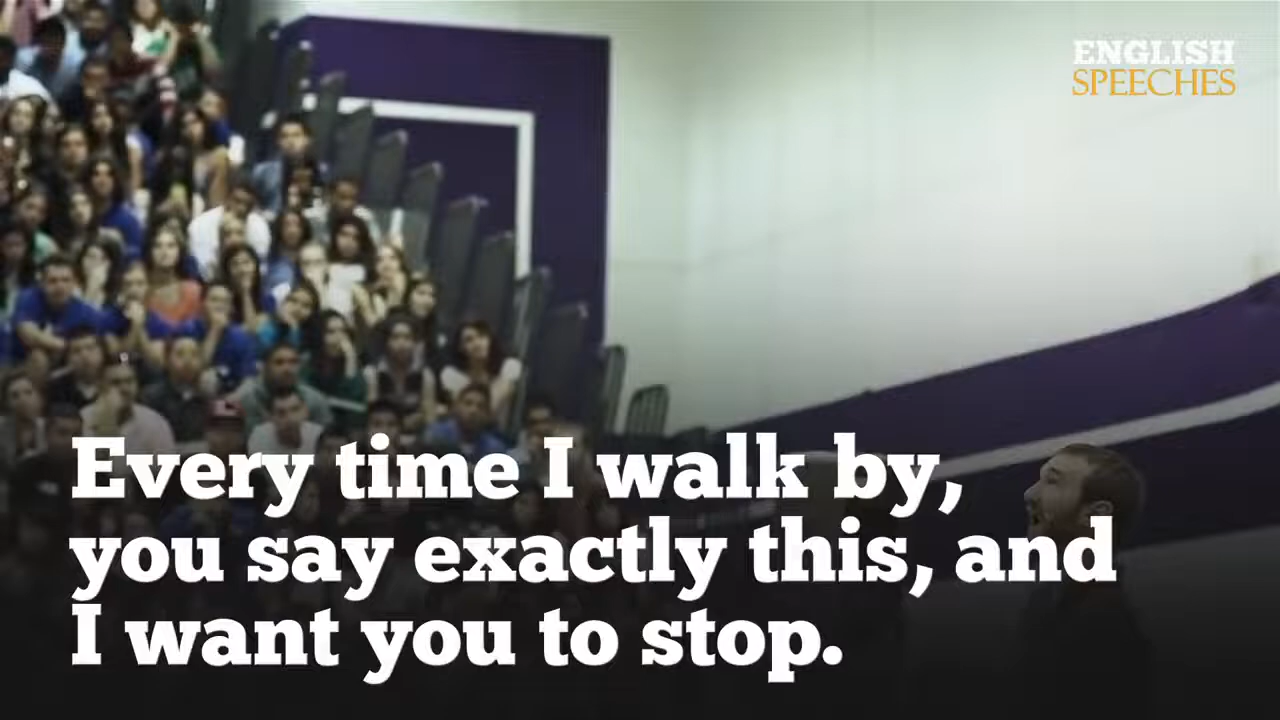 ENGLISH
SPEECHES
Every time I walk by,
you say exactly this, and
I want you to stop.